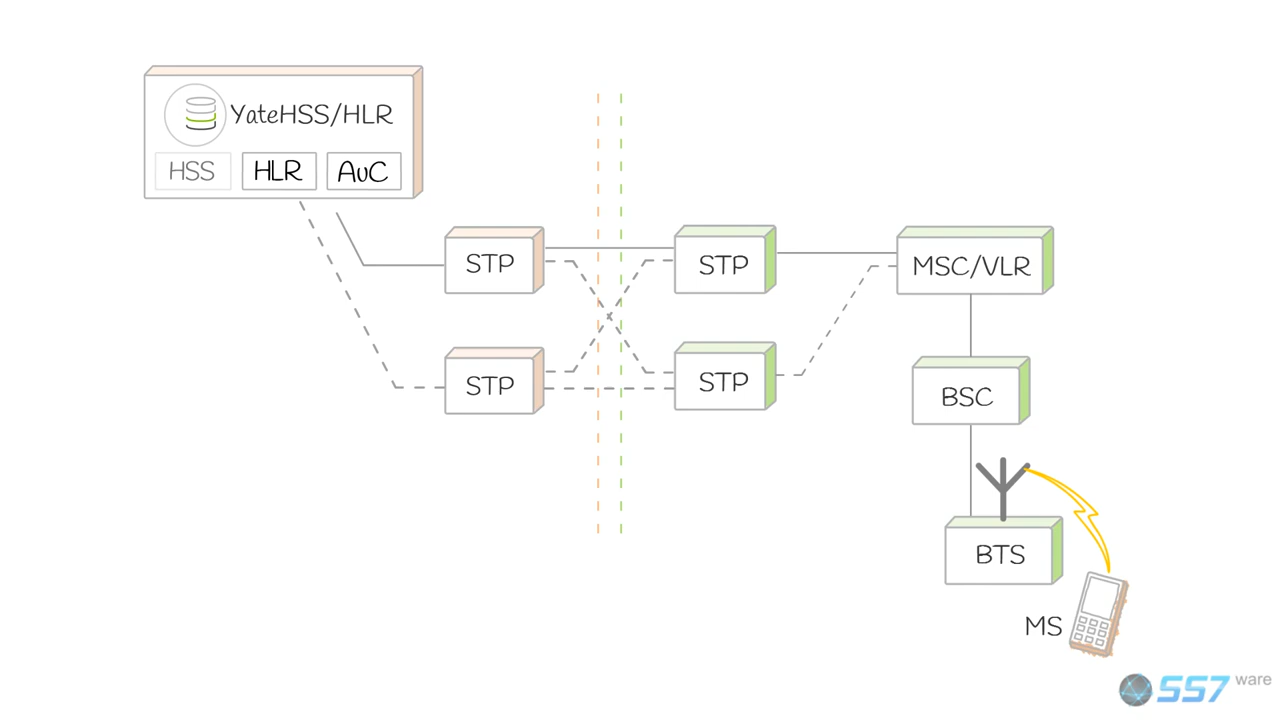 YateHSS/HLR
HSS
HLR
AuC
STP
STP
MSC/VLR
STP
STP
BSC
BTS
MS
SS7 ware